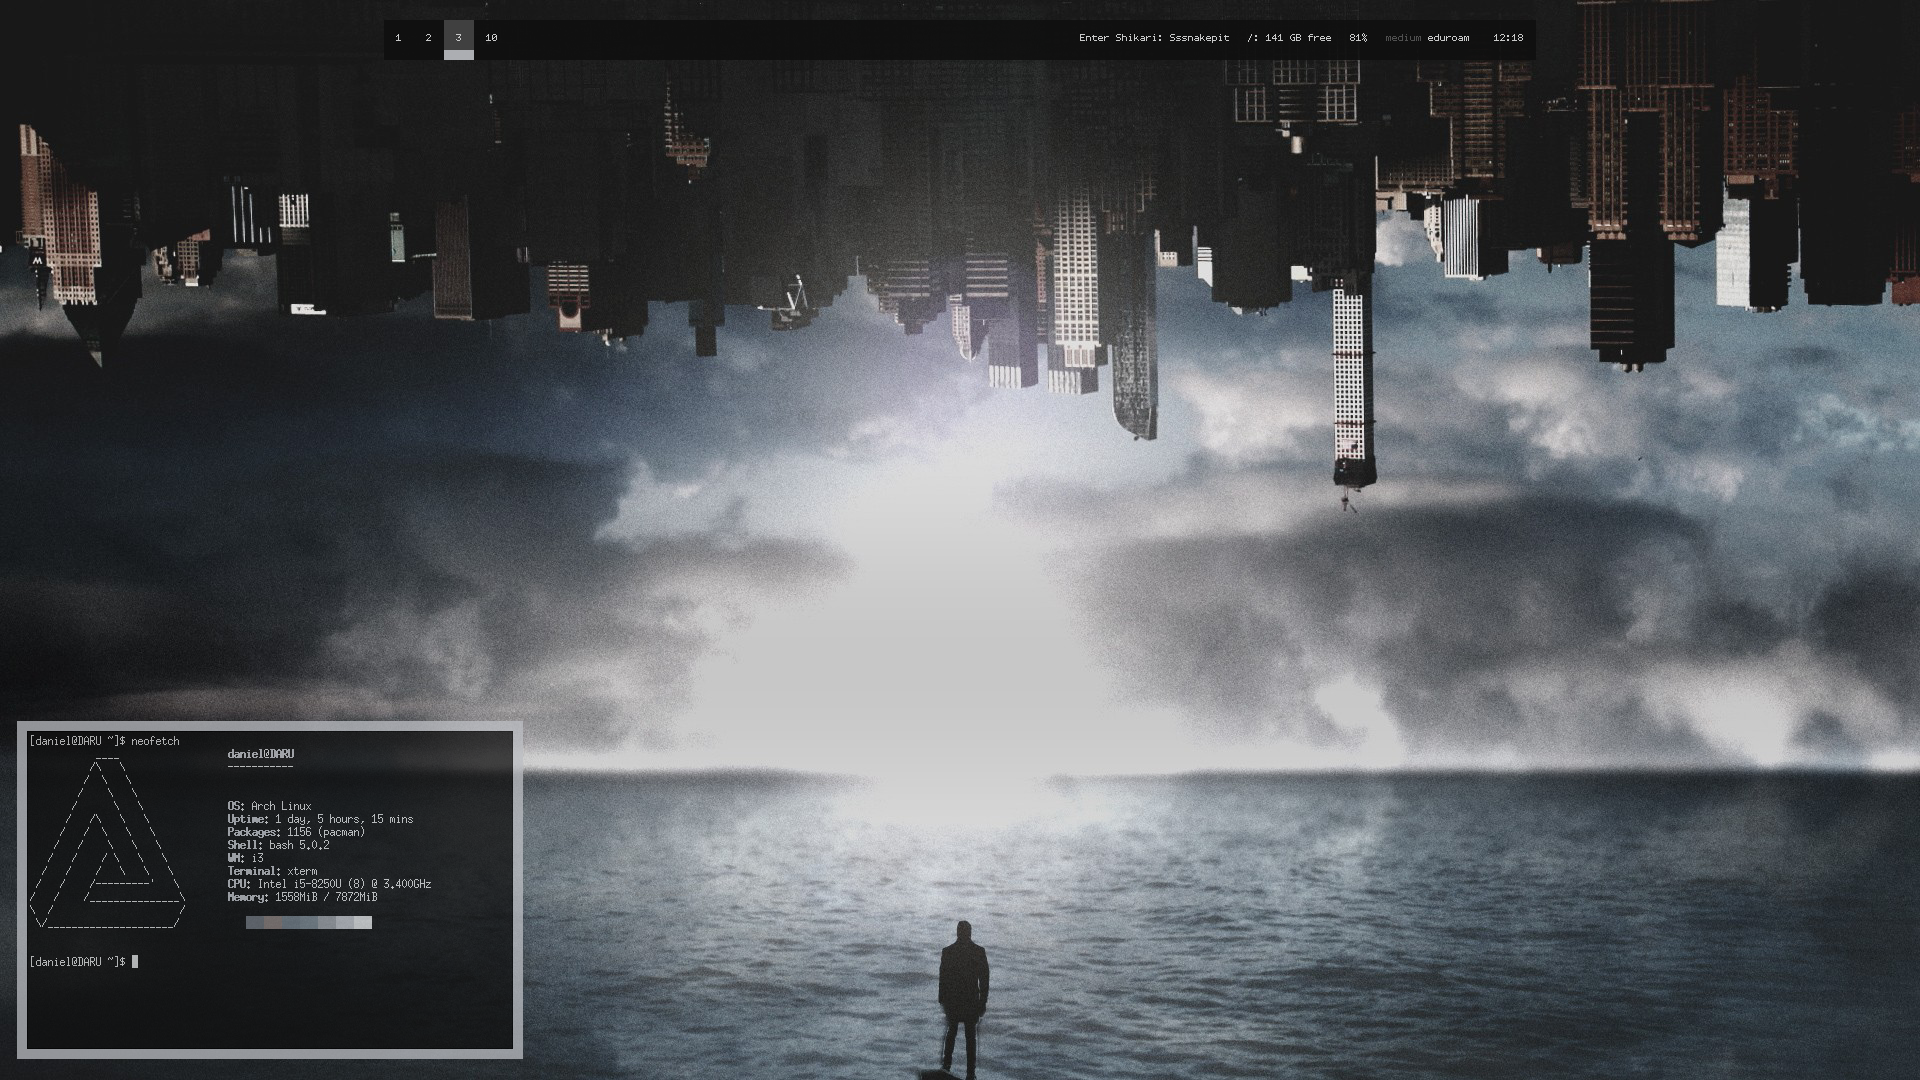 1 2 3 10 Enter Shikari: Sssnakepit /: 141 GB free 81% medium eduroam 12:18
[daniel@DARU ~]$ neofetch
daniel@DARU
-----------
OS: Arch Linux
Uptime: 1 day, 5 hours, 15 mins
Packages: 1156 (pacman)
Shell: bash 5.0.2
WM: i3
Terminal: xterm
CPU: Intel i5-8250U (8) @ 3.400GHz
Memory: 1558MiB / 7872MiB
[daniel@DARU ~]$